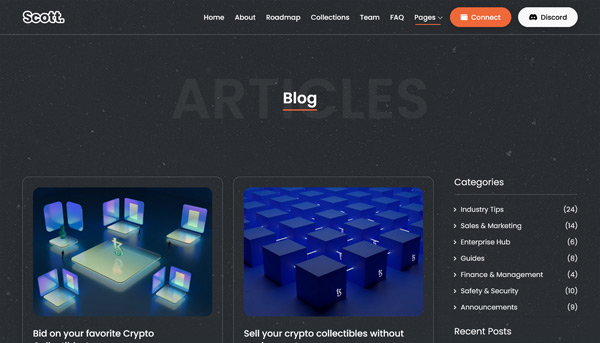 Scott.
Home About Roadmap Collections Team FAQ Pages Connect Discord
ARTICLES
Blog
Categories
Industry Tips (24)
Sales & Marketing (14)
Enterprise Hub (6)
Guides (8)
Finance & Management (4)
Safety & Security (10)
Announcements (9)
Recent Posts
Bid on your favorite Crypto
Sell your crypto collectibles without